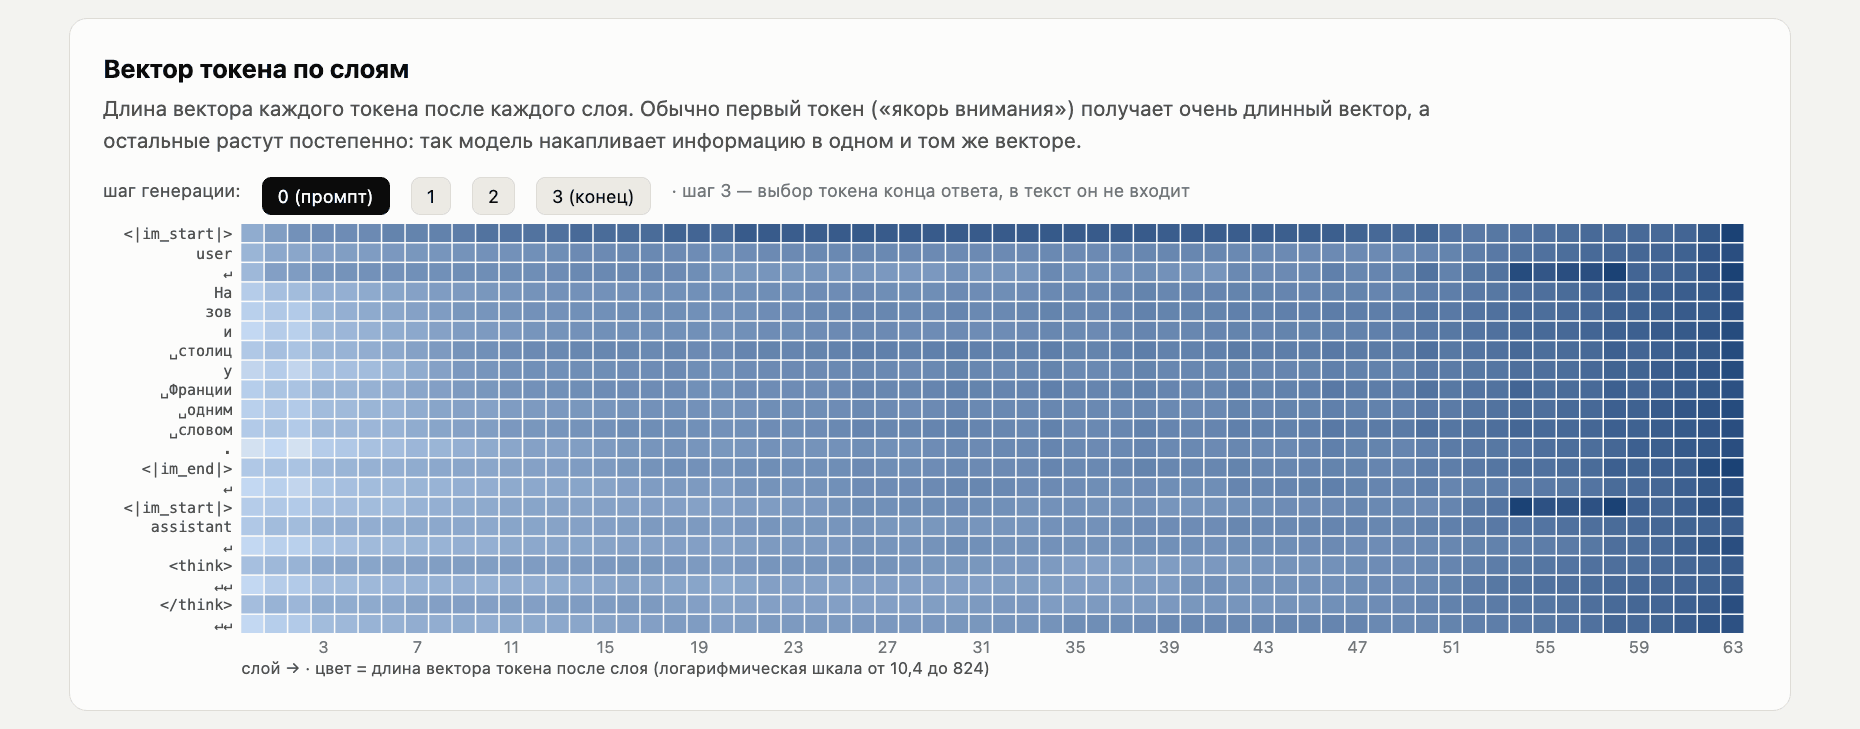 Вектор токена по слоям
Длина вектора каждого токена после каждого слоя. Обычно первый токен («якорь внимания») получает очень длинный вектор, а
остальные растут постепенно: так модель накапливает информацию в одном и том же векторе.
шаг генерации: 0 (промпт) 1 2 3 (конец) · шаг 3 — выбор токена конца ответа, в текст он не входит
<|im_start|>
user
↵
На
зов
и
␣столиц
у
␣Франции
␣одним
␣словом
.
<|im_end|>
↵
<|im_start|>
assistant
↵
<think>
↵↵
</think>
↵↵
3 7 11 15 19 23 27 31 35 39 43 47 51 55 59 63
слой → · цвет = длина вектора токена после слоя (логарифмическая шкала от 10,4 до 824)